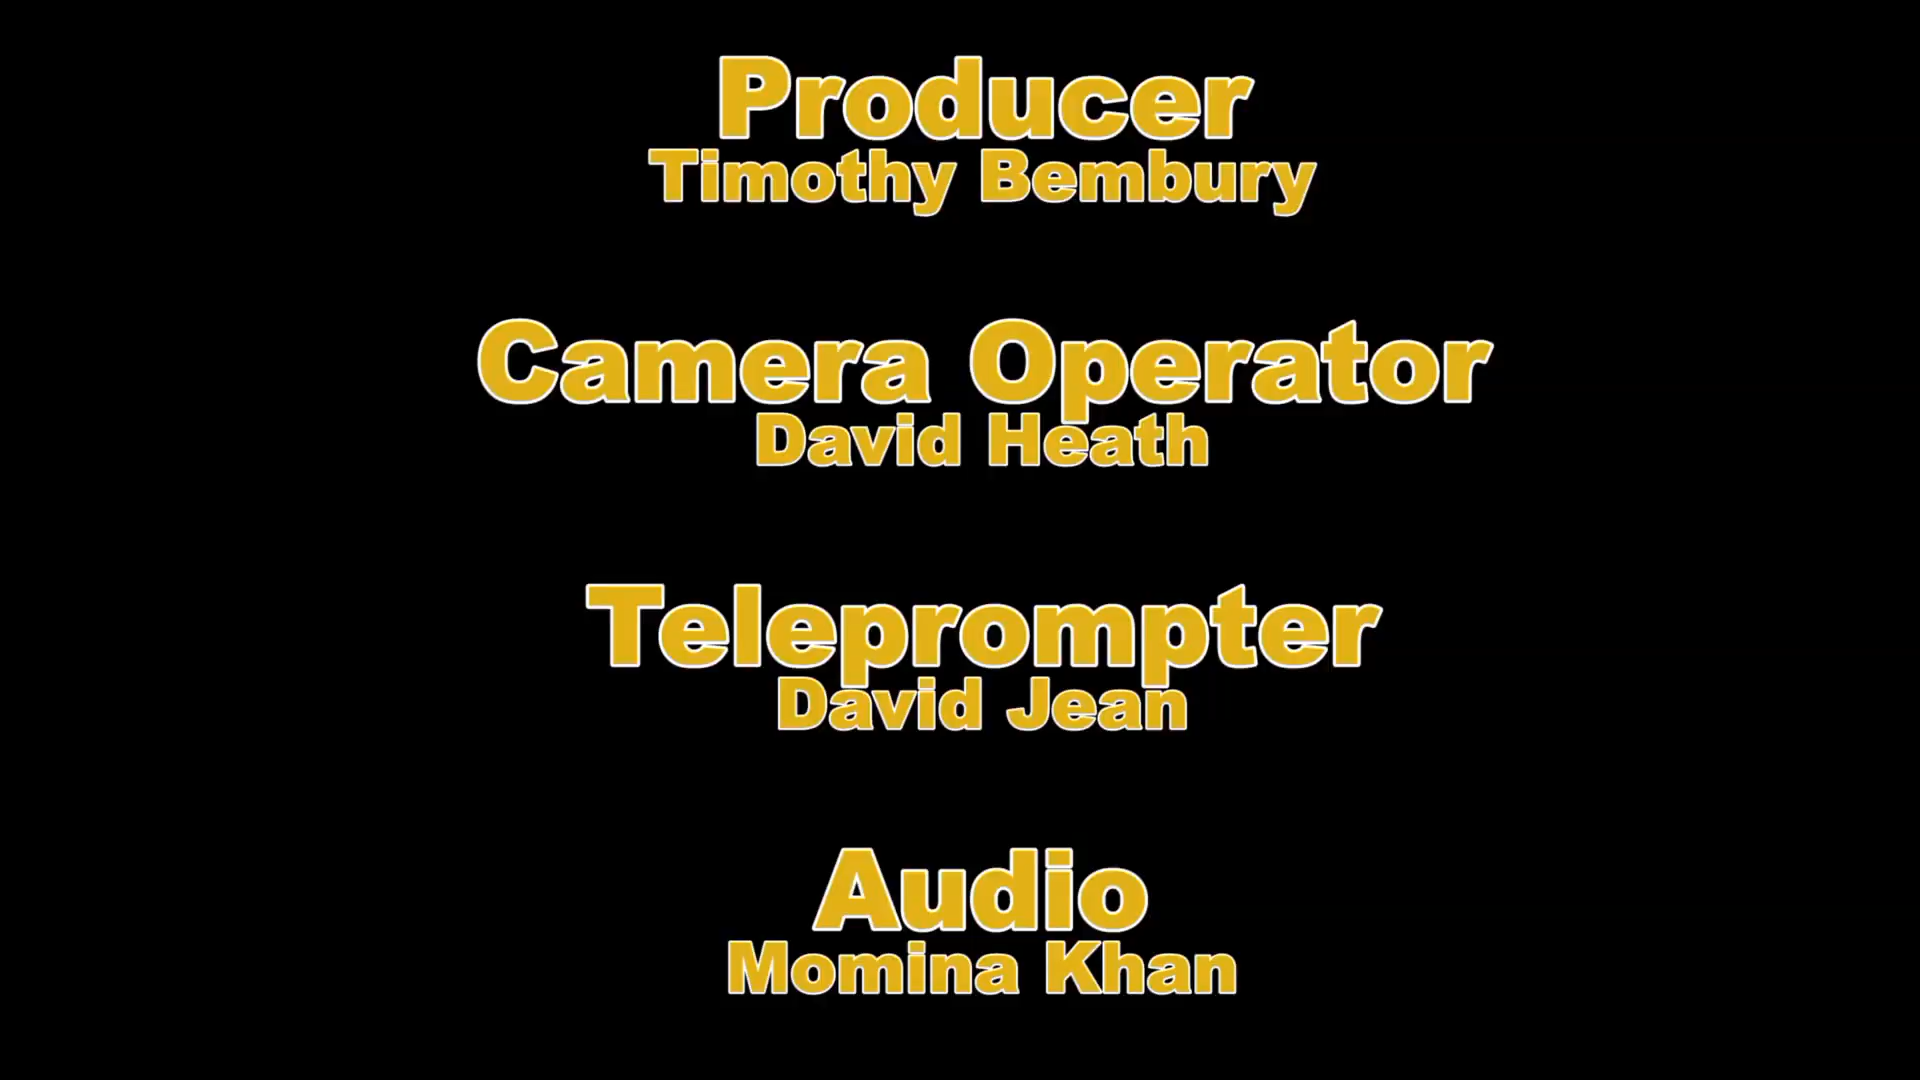 Producer
Timothy Bembury
Camera Operator
David Heath
Teleprompter
David Jean
Audio
Momina Khan